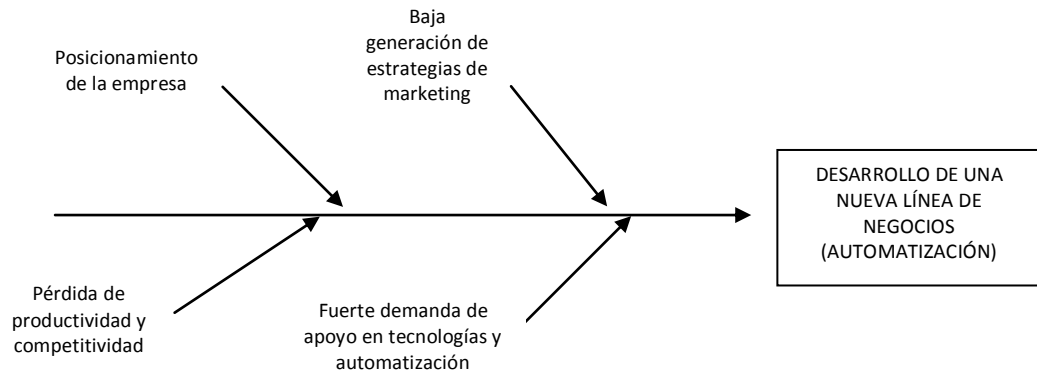 Baja
generación de
estrategias de
marketing
Posicionamiento
de la empresa
DESARROLLO DE UNA
NUEVA LÍNEA DE
NEGOCIOS
(AUTOMATIZACIÓN)
Pérdida de
productividad y
competitividad
Fuerte demanda de
apoyo en tecnologías y
automatización